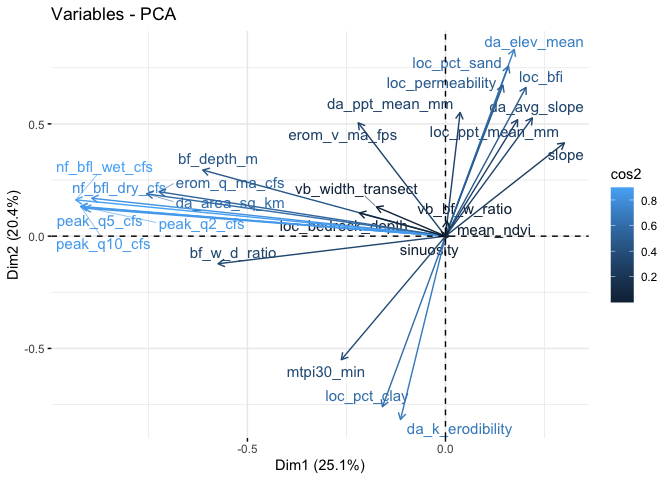 Variables - PCA
da_elev_mean
loc_pct_sand
loc_bfi
loc_permeability
da_ppt_mean_mm
da_avg_slope
erom_v_ma_fps
loc_ppt_mean_mm
slope
bf_depth_m
nf_bfl_wet_cfs
nf_bfl_dry_cfs
erom_q_ma_cfs
vb_width_transect
da_area_sq_km
vb_bf_w_ratio
peak_q5_cfs
peak_q2_cfs
loc_bedrock_depth
mean_ndvi
peak_q10_cfs
bf_w_d_ratio
sinuosity
mtpi30_min
loc_pct_clay
da_k_erodibility
0.5
0.0
-0.5
-0.5
0.0
Dim1 (25.1%)
Dim2 (20.4%)
cos2
0.8
0.6
0.4
0.2